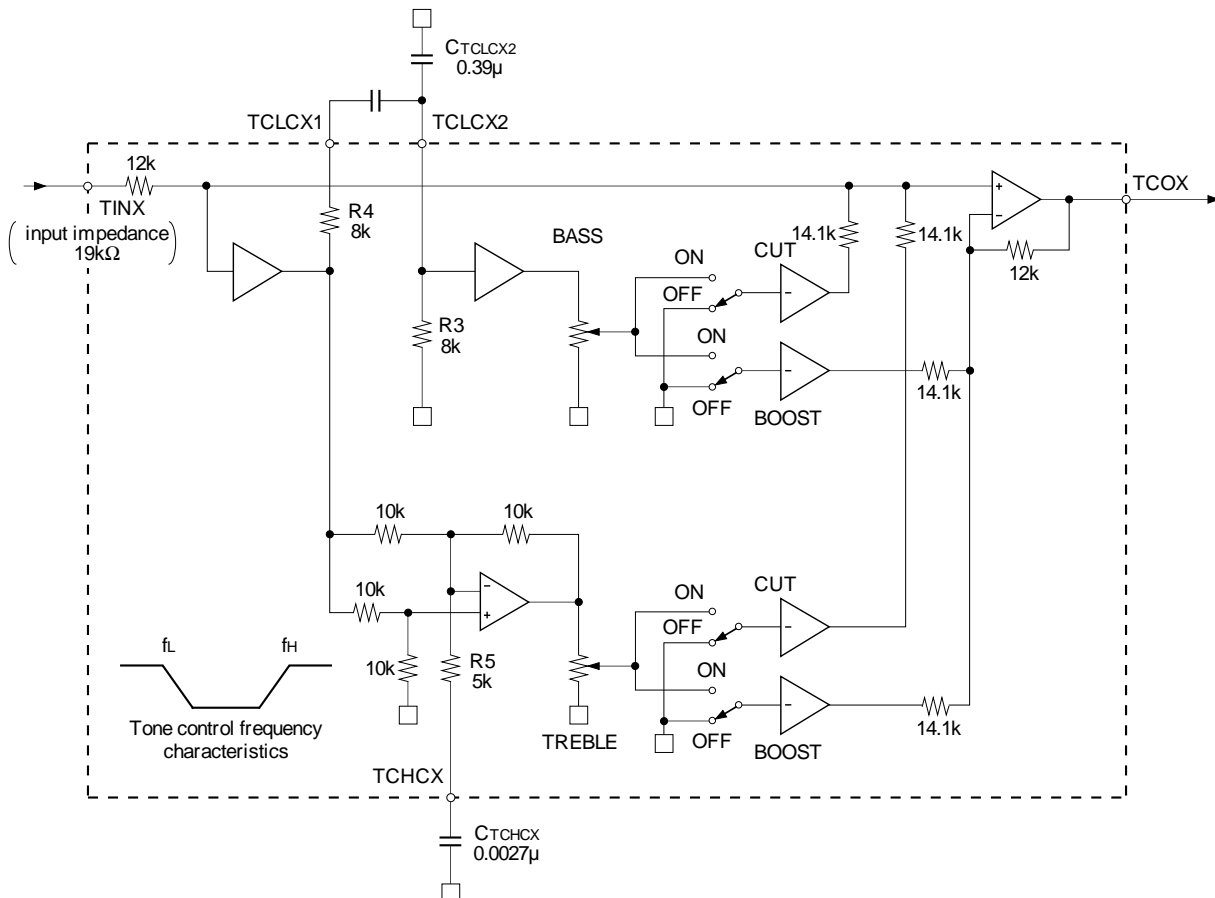 CTCLCX2
0.39µ
TCLCX1
TCLCX2
12k
TCOX
TINX
( input impedance )
19kΩ
R4
8k
+
−
14.1k
14.1k
12k
BASS
ON
CUT
OFF
−
R3
8k
ON
−
14.1k
OFF
BOOST
10k
10k
10k
−
+
ON
CUT
OFF
−
fL
fH
10k
R5
5k
ON
−
14.1k
Tone control frequency
characteristics
TREBLE
OFF
BOOST
TCHCX
CTCHCX
0.0027µ